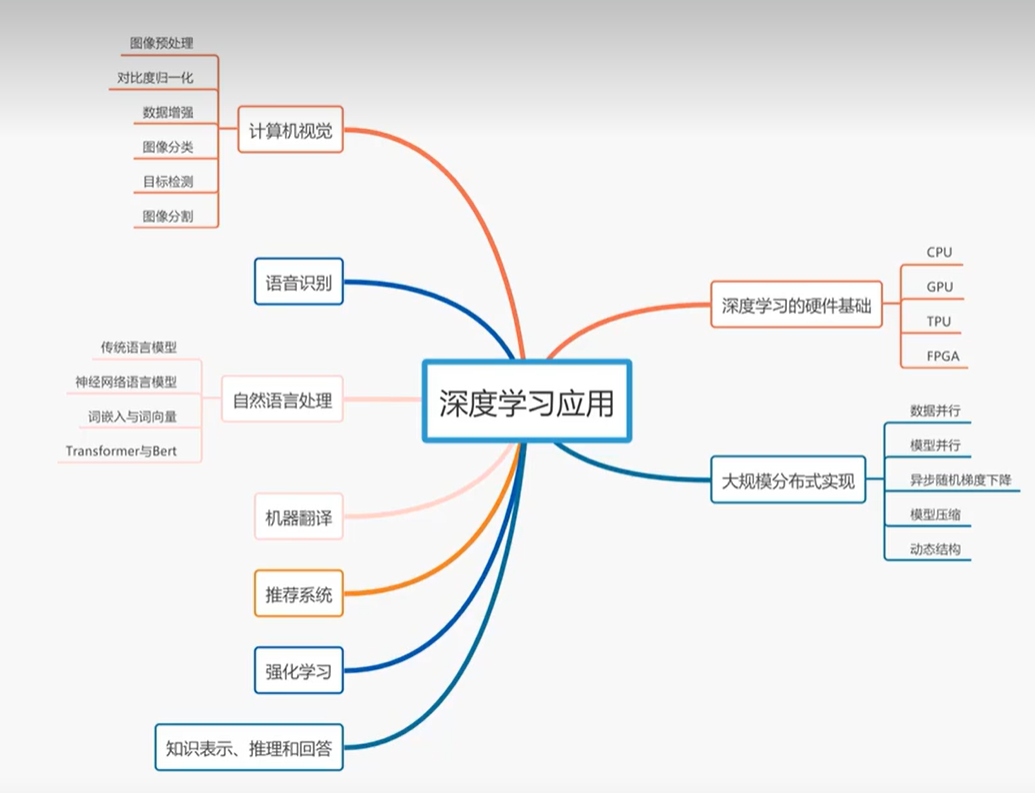 深度学习应用
深度学习的硬件基础
CPU
GPU
TPU
FPGA
大规模分布式实现
数据并行
模型并行
异步随机梯度下降
模型压缩
动态结构
计算机视觉
图像预处理
对比度归一化
数据增强
图像分类
目标检测
图像分割
语音识别
自然语言处理
传统语言模型
神经网络语言模型
词嵌入与词向量
Transformer与Bert
机器翻译
推荐系统
强化学习
知识表示、推理和回答